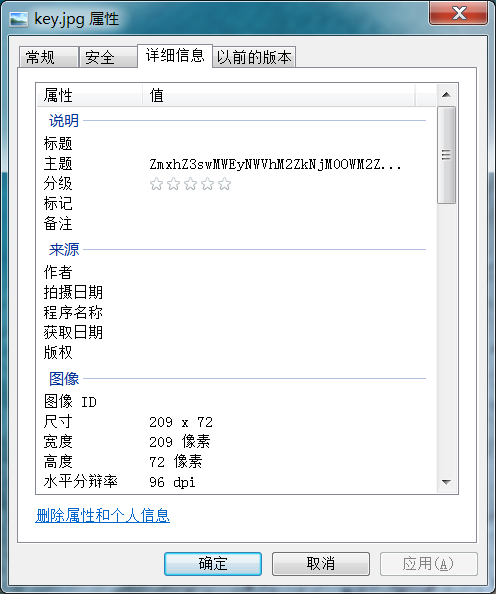 key.jpg 属性
常规 安全 详细信息 以前的版本
属性 值
说明
标题
主题 ZmxhZ3swMWEyNWVhM2ZkNjM0OWM2Z...
分级
标记
备注
来源
作者
拍摄日期
程序名称
获取日期
版权
图像
图像 ID
尺寸 209 x 72
宽度 209 像素
高度 72 像素
水平分辩率 96 dpi
删除属性和个人信息
确定 取消 应用(A)